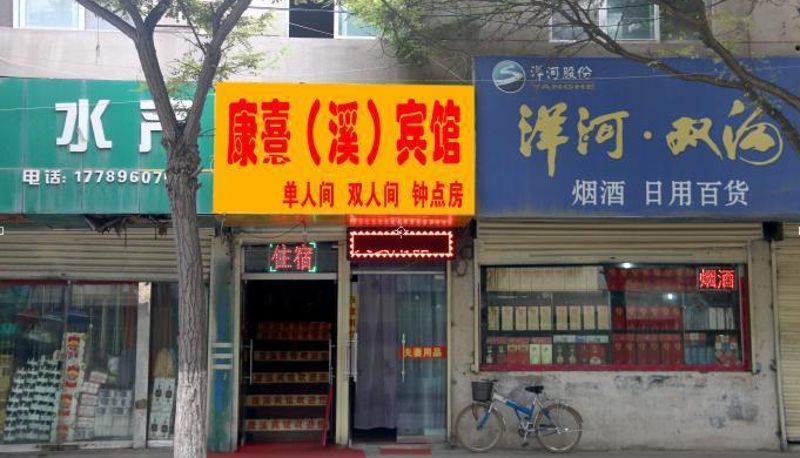 水产
电话: 17789607
康熹（溪）宾馆
单人间 双人间 钟点房
洋河股份
YANGHE
洋河·双沟
烟酒 日用百货
住宿
烟酒
夫妻用品